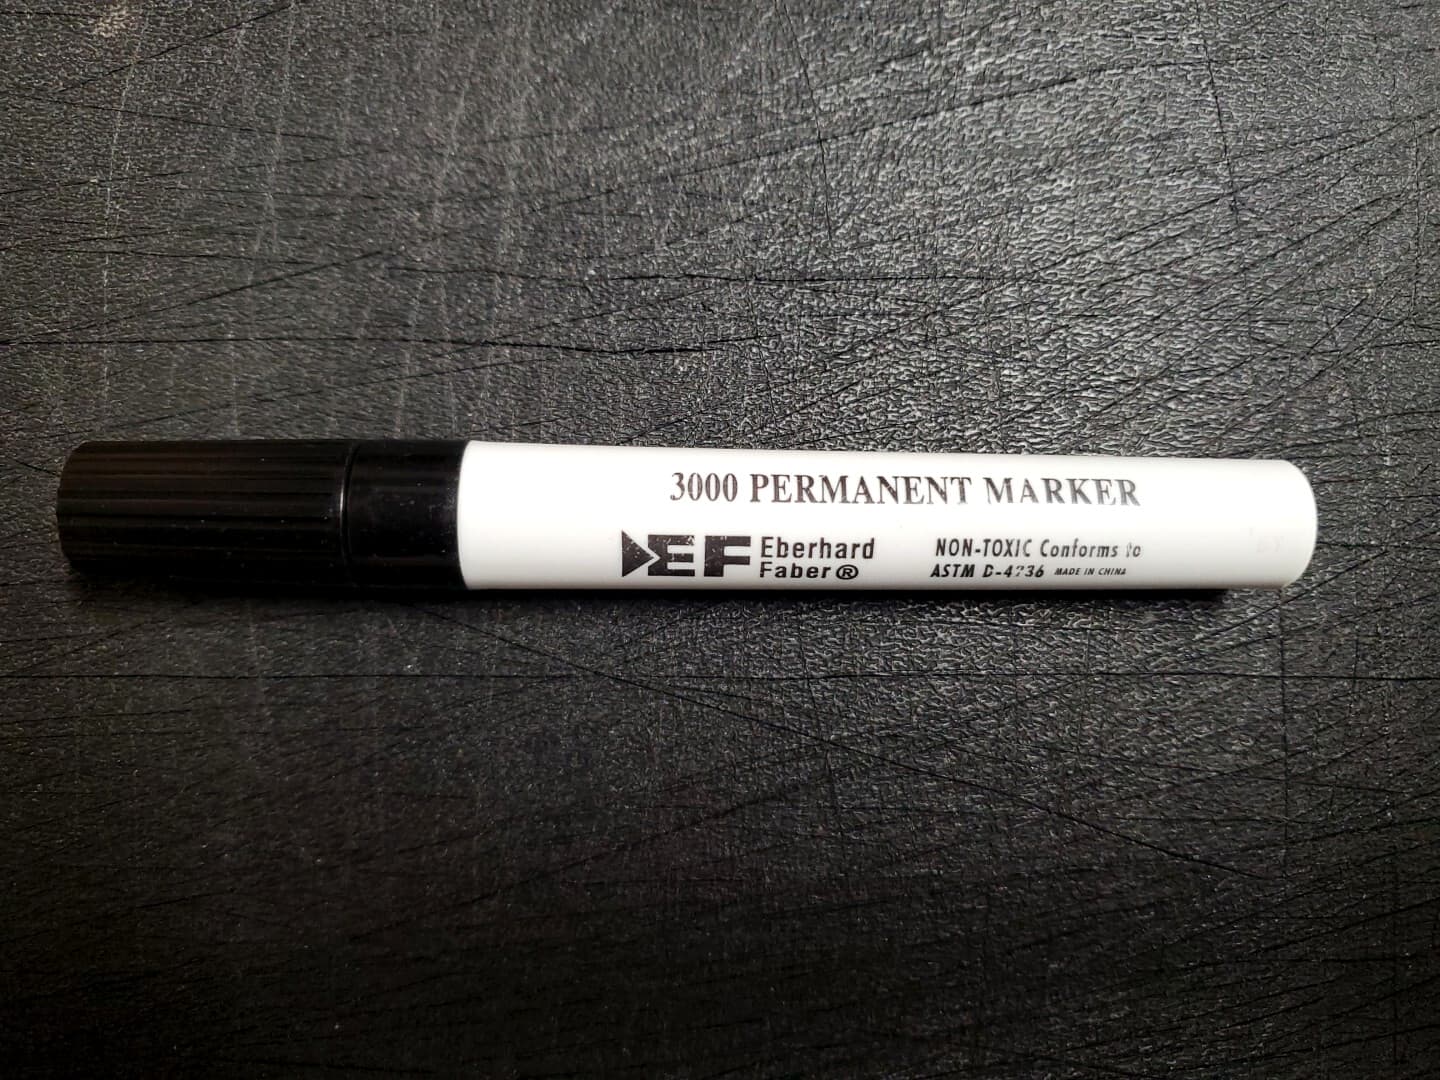 3000 PERMANENT MARKER
EF Eberhard Faber®
NON-TOXIC Conforms to
ASTM D-4236 MADE IN CHINA